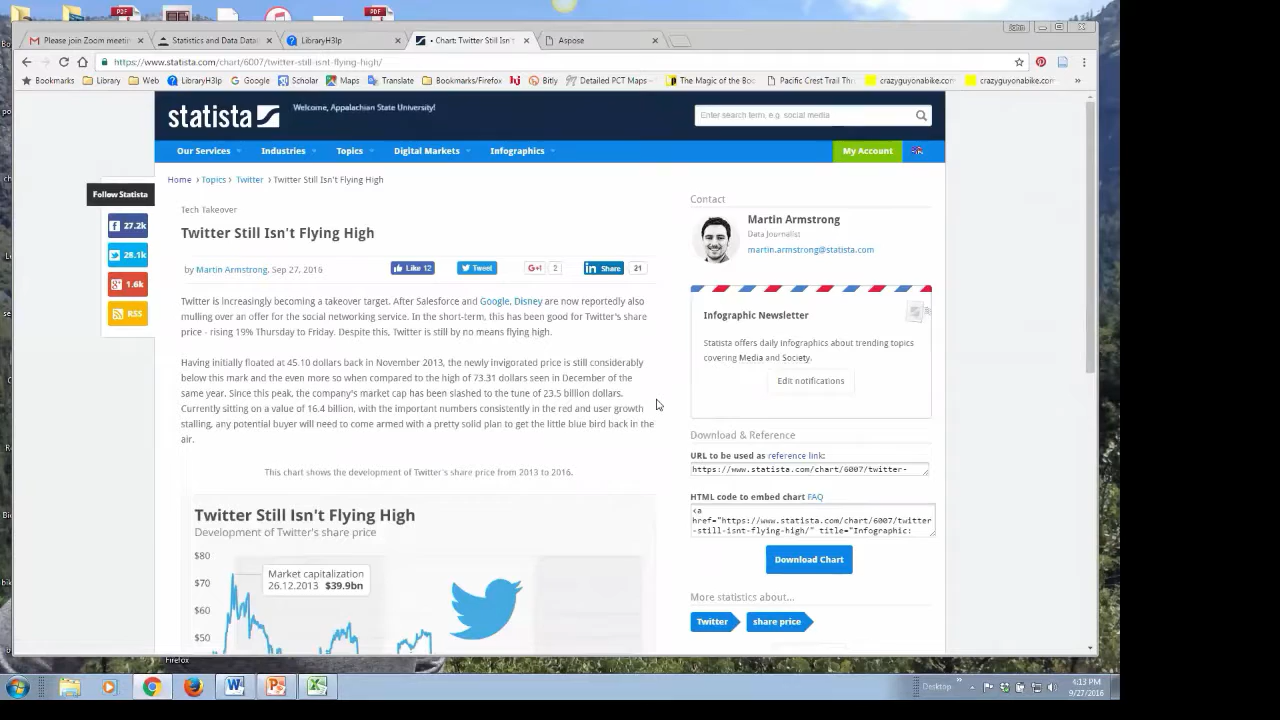 Please join Zoom meetin
Statistics and Data Datab
LibraryH3lp
Chart: Twitter Still Isn't
Aspose
https://www.statista.com/chart/6007/twitter-still-isnt-flying-high/
Bookmarks
Library
Web
LibraryH3lp
Google
Scholar
Maps
Translate
Bookmarks/Firefox
Bitly
Detailed PCT Maps
The Magic of the Boo
Pacific Crest Trail Thr
crazyguyonabike.com
crazyguyonabike.com
statista
Welcome, Appalachian State University!
Enter search term, e.g. social media
Our Services
Industries
Topics
Digital Markets
Infographics
My Account
Home › Topics › Twitter › Twitter Still Isn't Flying High
Follow Statista
27.2k
28.1k
1.6k
RSS
Tech Takeover
Twitter Still Isn't Flying High
by Martin Armstrong, Sep 27, 2016
Like 12
Tweet
G+1 2
in Share 21
Twitter is increasingly becoming a takeover target. After Salesforce and Google, Disney are now reportedly also
mulling over an offer for the social networking service. In the short-term, this has been good for Twitter's share
price - rising 19% Thursday to Friday. Despite this, Twitter is still by no means flying high.
Having initially floated at 45.10 dollars back in November 2013, the newly invigorated price is still considerably
below this mark and the even more so when compared to the high of 73.31 dollars seen in December of the
same year. Since this peak, the company's market cap has been slashed to the tune of 23.5 billion dollars.
Currently sitting on a value of 16.4 billion, with the important numbers consistently in the red and user growth
stalling, any potential buyer will need to come armed with a pretty solid plan to get the little blue bird back in the
air.
This chart shows the development of Twitter's share price from 2013 to 2016.
Twitter Still Isn't Flying High
Development of Twitter's share price
$80
$70
$60
$50
Market capitalization
26.12.2013 $39.9bn
Contact
Martin Armstrong
Data Journalist
martin.armstrong@statista.com
Infographic Newsletter
Statista offers daily infographics about trending topics
covering Media and Society.
Edit notifications
Download & Reference
URL to be used as reference link:
https://www.statista.com/chart/6007/twitter-
HTML code to embed chart FAQ
<a
href="https://www.statista.com/chart/6007/twitter
-still-isnt-flying-high/" title="Infographic:
Download Chart
More statistics about...
Twitter
share price
Firefox
Desktop
4:13 PM
9/27/2016